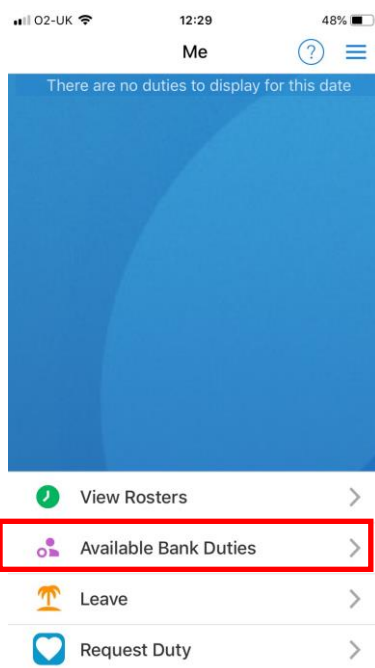 O2-UK 12:29 48%
Me ?
There are no duties to display for this date
View Rosters
Available Bank Duties
Leave
Request Duty